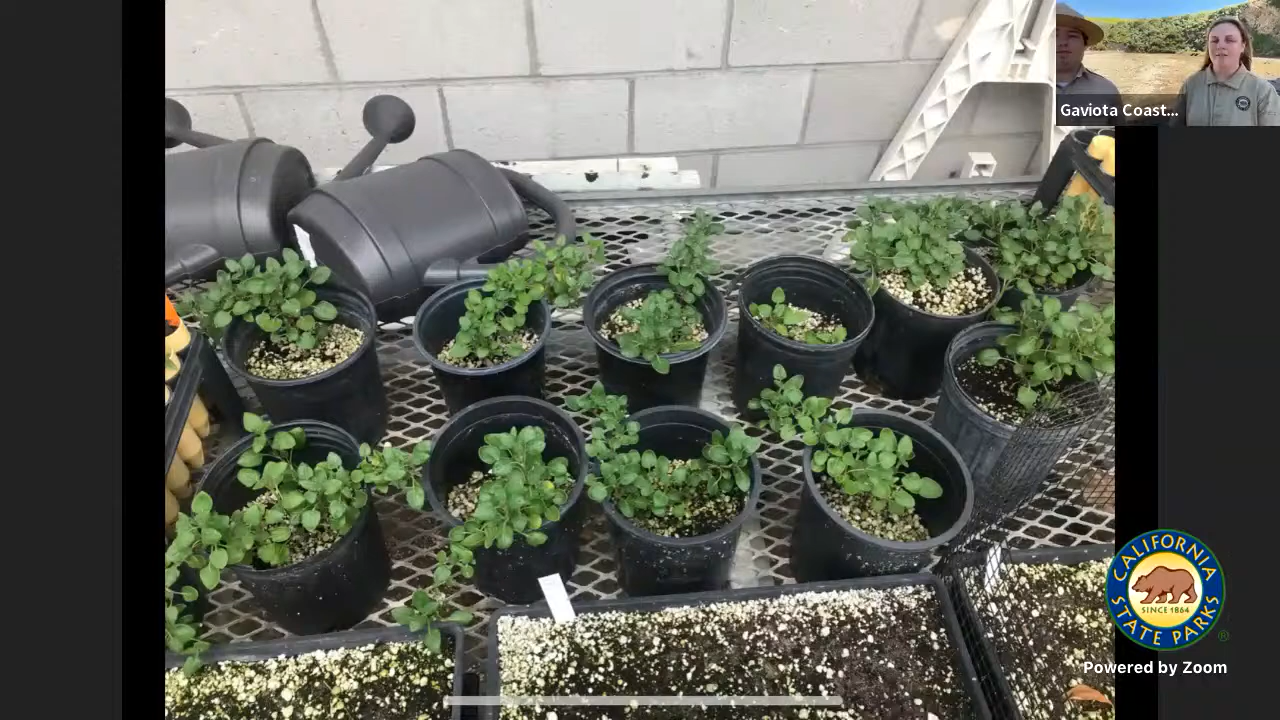 Gaviota Coast...
CALIFORNIA
SINCE 1864
STATE PARKS
®
Powered by Zoom